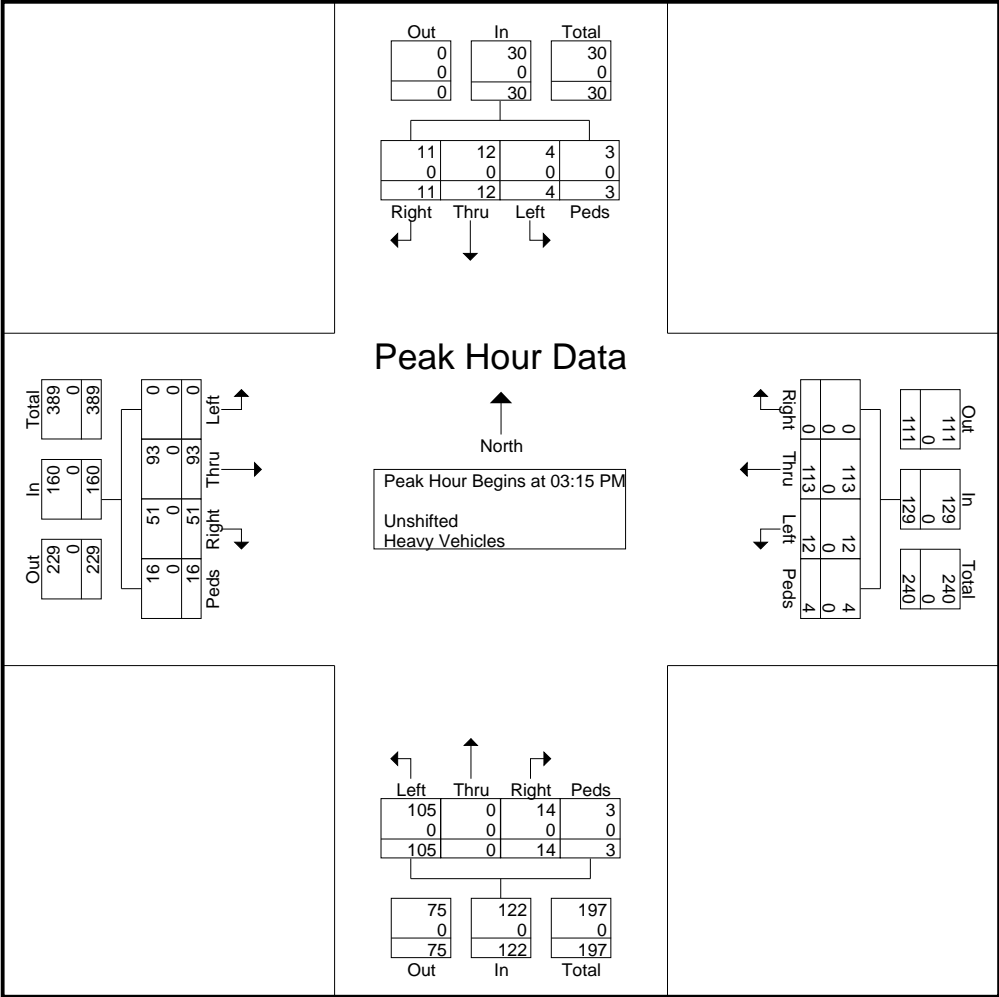 Out In Total
0 30 30
0 0 0
0 30 30
11 12 4 3
0 0 0 0
11 12 4 3
Right Thru Left Peds
Peak Hour Data
North
Peak Hour Begins at 03:15 PM
Unshifted
Heavy Vehicles
Total
389
0
389
In
160
0
160
Out
229
0
229
0 0 0 Left
93 0 93 Thru
51 0 51 Right
16 0 16 Peds
Right 0 0 0
Thru 113 0 113
Left 12 0 12
Peds 4 0 4
Out
111
0
111
In
129
0
129
Total
240
0
240
Left Thru Right Peds
105 0 14 3
0 0 0 0
105 0 14 3
75 122 197
0 0 0
75 122 197
Out In Total